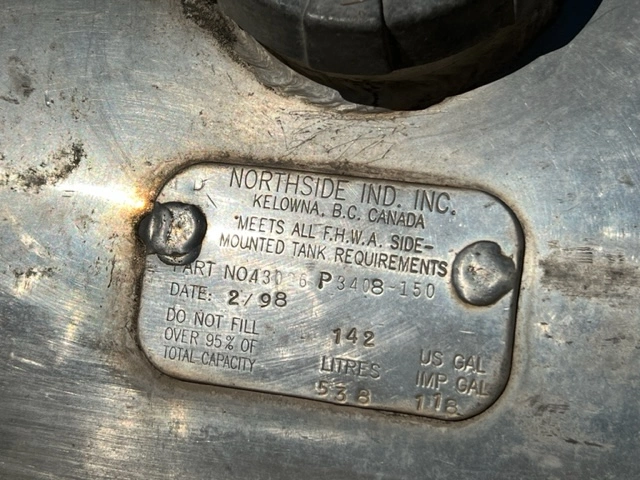 NORTHSIDE IND. INC.
KELOWNA, B.C. CANADA
MEETS ALL F.H.W.A. SIDE-
MOUNTED TANK REQUIREMENTS
PART NO. P3408-150
DATE: 2/98
DO NOT FILL
OVER 95% OF
TOTAL CAPACITY
142 US GAL
LITRES IMP GAL
538 118